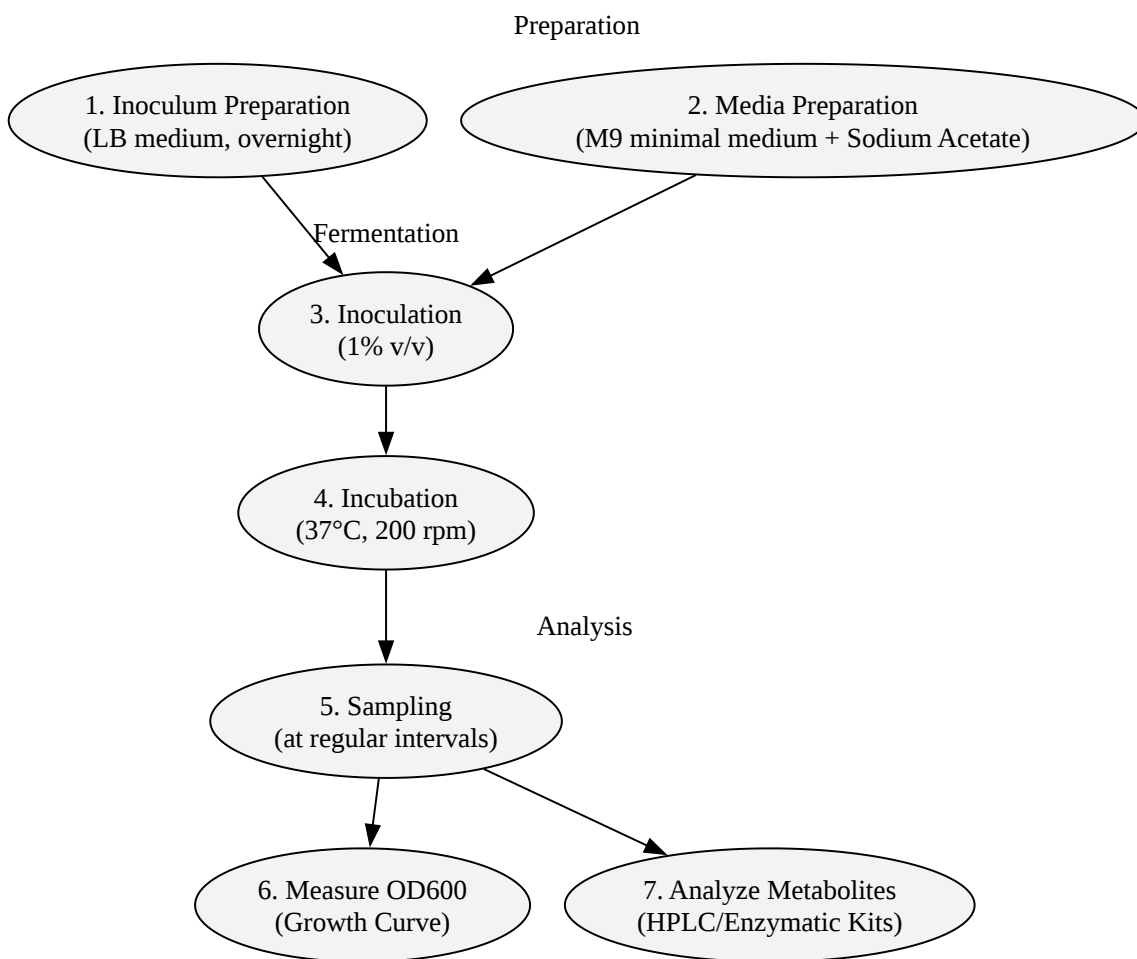 Preparation
1. Inoculum Preparation
(LB medium, overnight)
2. Media Preparation
(M9 minimal medium + Sodium Acetate)
Fermentation
3. Inoculation
(1% v/v)
4. Incubation
(37°C, 200 rpm)
Analysis
5. Sampling
(at regular intervals)
6. Measure OD600
(Growth Curve)
7. Analyze Metabolites
(HPLC/Enzymatic Kits)